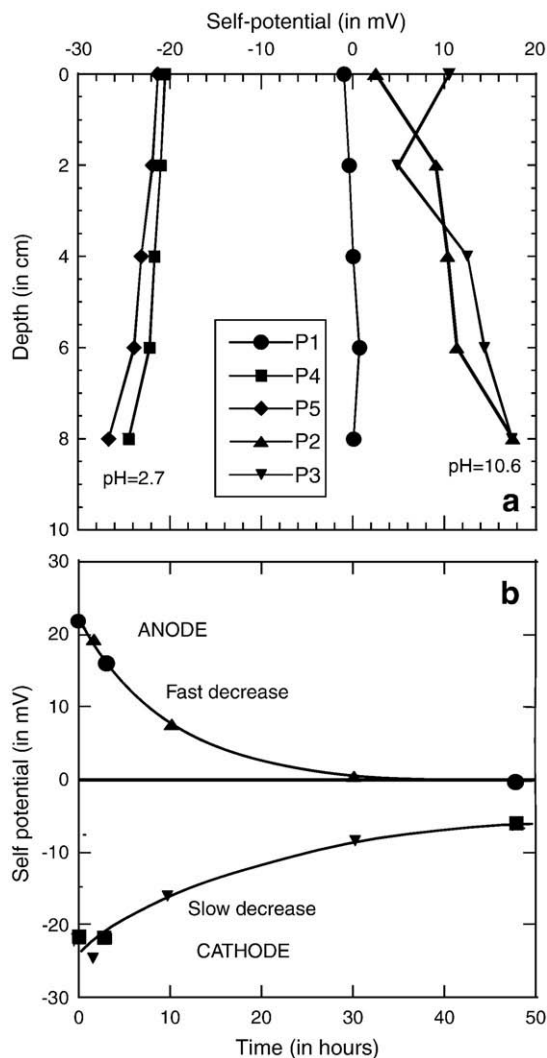 Self-potential (in mV)
-30 -20 -10 0 10 20
0
2
4
6
8
10
Depth (in cm)
P1
P4
P5
P2
P3
pH=2.7
pH=10.6
a
30
20
10
0
-10
-20
-30
Self potential (in mV)
b
ANODE
Fast decrease
Slow decrease
CATHODE
0 10 20 30 40 50
Time (in hours)